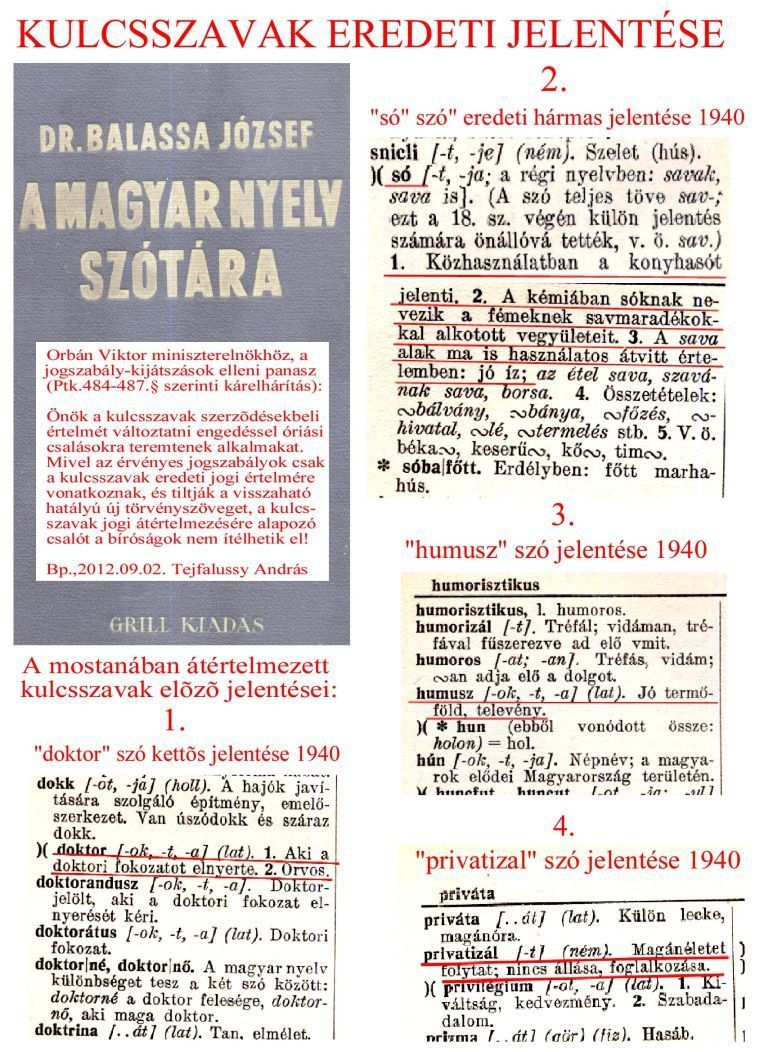 KULCSSZAVAK EREDETI JELENTÉSE
DR. BALASSA JÓZSEF
A MAGYAR NYELV
SZÓTÁRA
Orbán Viktor miniszterelnökhöz, a
jogszabály-kijátszások elleni panasz
(Ptk.484-487.§ szerinti kárelhárítás):
Önök a kulcsszavak szerzõdésekbeli
értelmét változtatni engedéssel óriási
csalásokra teremtenek alkalmakat.
Mivel az érvényes jogszabályok csak
a kulcsszavak eredeti jogi értelmére
vonatkoznak, és tiltják a visszaható
hatályú új törvényszöveget, a kulcs-
szavak jogi átértelmezésére alapozó
csalót a bíróságok nem ítélhetik el!
Bp.,2012.09.02. Tejfalussy András
GRILL KIADÁS
A mostanában átértelmezett
kulcsszavak elõzõ jelentései:
1.
"doktor" szó kettõs jelentése 1940
dokk [-ot, -ja] (holl). A hajók javí-
tására szolgáló építmény, emelő-
szerkezet. Van úszódokk és száraz
dokk.
)( doktor [-ok, -t, -a] (lat). 1. Aki a
doktori fokozatot elnyerte. 2. Orvos.
doktorandusz [-ok, -t, -a]. Doktor-
jelölt, aki a doktori fokozat el-
nyerését kéri.
doktorátus [-ok, -t, -a] (lat). Doktori
fokozat.
doktor|né, doktor|nő. A magyar nyelv
különbséget tesz a két szó között:
doktorné a doktor felesége, doktor-
nő, aki maga doktor.
doktrina [..át] (lat). Tan, elmélet.
2.
"só" szó" eredeti hármas jelentése 1940
snicli [-t, -je] (ném). Szelet (hús).
)( só [-t, -ja; a régi nyelvben: savak,
sava is]. (A szó teljes töve sav-;
ezt a 18. sz. végén külön jelentés
számára önállóvá tették, v. ö. sav.)
1. Közhasználatban a konyhasót
jelenti. 2. A kémiában sóknak ne-
vezik a fémeknek savmaradékok-
kal alkotott vegyületeit. 3. A sava
alak ma is használatos átvitt érte-
lemben: jó íz; az étel sava, szavá-
nak sava, borsa. 4. Összetételek:
∾bálvány, ∾bánya, ∾főzés, ∾-
hivatal, ∾lé, ∾termelés stb. 5. V. ö.
béka∾, keserű∾, kő∾, tim∾.
* sóba|főtt. Erdélyben: főtt marha-
hús.
3.
"humusz" szó jelentése 1940
humorisztikus
humorisztikus, l. humoros.
humorizál [-t]. Tréfál; vidáman, tré-
fával fűszerezve ad elő vmit.
humoros [-at; -an]. Tréfás, vidám;
∾an adja elő a dolgot.
humusz [-ok, -t, -a] (lat). Jó termő-
föld, televény.
)( * hun (ebből vonódott össze:
holon) = hol.
hún [-ok, -t, -ja]. Népnév; a magya-
rok elődei Magyarország területén.
4.
"privatizal" szó jelentése 1940
priváta
priváta [..át] (lat). Külön lecke,
magánóra.
privatizál [-t] (ném). Magánéletet
folytat; nincs állása, foglalkozása.
)( privilégium [-ot, -a] (lat). 1. Ki-
váltság, kedvezmény. 2. Szabada-
dalom.
prizma [..át] (gör) (fiz). Hasáb.